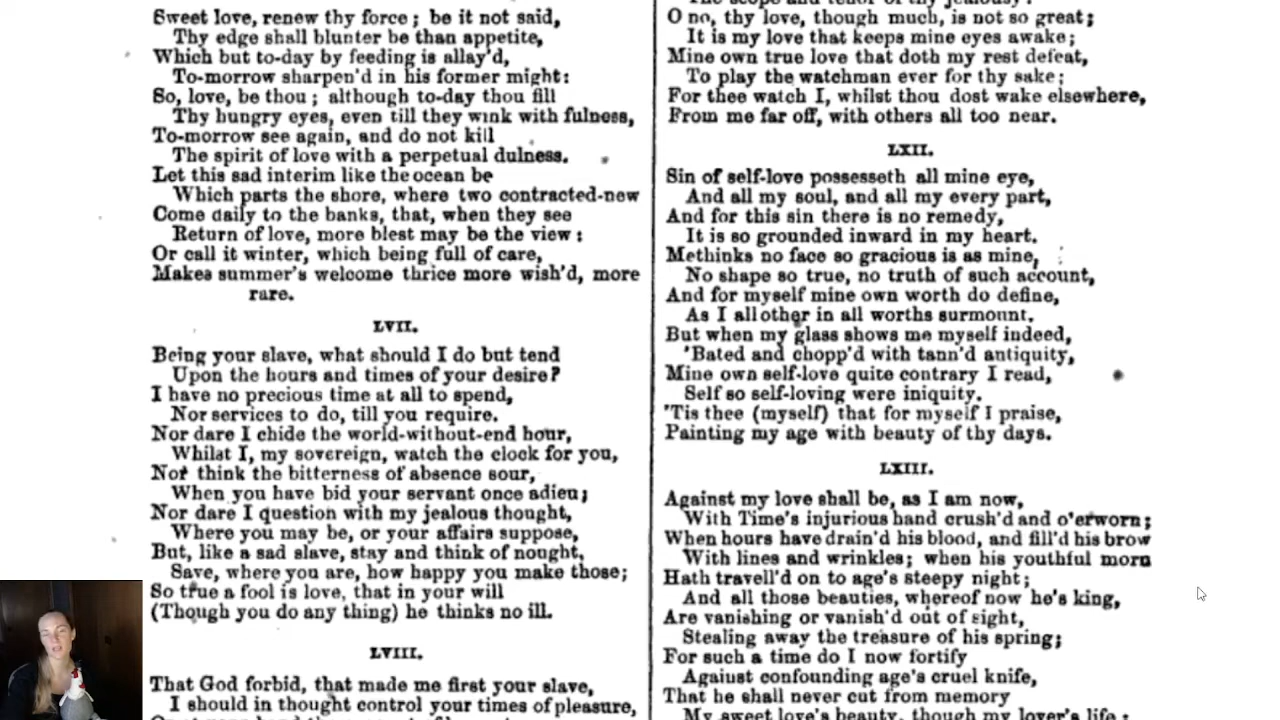 Sweet love, renew thy force; be it not said,
Thy edge shall blunter be than appetite,
Which but to-day by feeding is allay'd,
To-morrow sharpen'd in his former might:
So, love, be thou; although to-day thou fill
Thy hungry eyes, even till they wink with fulness,
To-morrow see again, and do not kill
The spirit of love with a perpetual dulness.
Let this sad interim like the ocean be
Which parts the shore, where two contracted-new
Come daily to the banks, that, when they see
Return of love, more blest may be the view:
Or call it winter, which being full of care,
Makes summer's welcome thrice more wish'd, more
rare.
LVII.
Being your slave, what should I do but tend
Upon the hours and times of your desire?
I have no precious time at all to spend,
Nor services to do, till you require.
Nor dare I chide the world-without-end hour,
Whilst I, my sovereign, watch the clock for you,
Not think the bitterness of absence sour,
When you have bid your servant once adieu;
Nor dare I question with my jealous thought,
Where you may be, or your affairs suppose,
But, like a sad slave, stay and think of nought,
Save, where you are, how happy you make those;
So true a fool is love, that in your will
(Though you do any thing) he thinks no ill.
LVIII.
That God forbid, that made me first your slave,
I should in thought control your times of pleasure,
O no, thy love, though much, is not so great;
It is my love that keeps mine eyes awake;
Mine own true love that doth my rest defeat,
To play the watchman ever for thy sake;
For thee watch I, whilst thou dost wake elsewhere,
From me far off, with others all too near.
LXII.
Sin of self-love possesseth all mine eye,
And all my soul, and all my every part,
And for this sin there is no remedy,
It is so grounded inward in my heart.
Methinks no face so gracious is as mine,
No shape so true, no truth of such account,
And for myself mine own worth do define,
As I all other in all worths surmount.
But when my glass shows me myself indeed,
'Bated and chopp'd with tann'd antiquity,
Mine own self-love quite contrary I read,
Self so self-loving were iniquity.
'Tis thee (myself) that for myself I praise,
Painting my age with beauty of thy days.
LXIII.
Against my love shall be, as I am now,
With Time's injurious hand crush'd and o'erworn;
When hours have drain'd his blood, and fill'd his brow
With lines and wrinkles; when his youthful morn
Hath travell'd on to age's steepy night;
And all those beauties, whereof now he's king,
Are vanishing or vanish'd out of sight,
Stealing away the treasure of his spring;
For such a time do I now fortify
Against confounding age's cruel knife,
That he shall never cut from memory
My sweet love's beauty, though my lover's life: